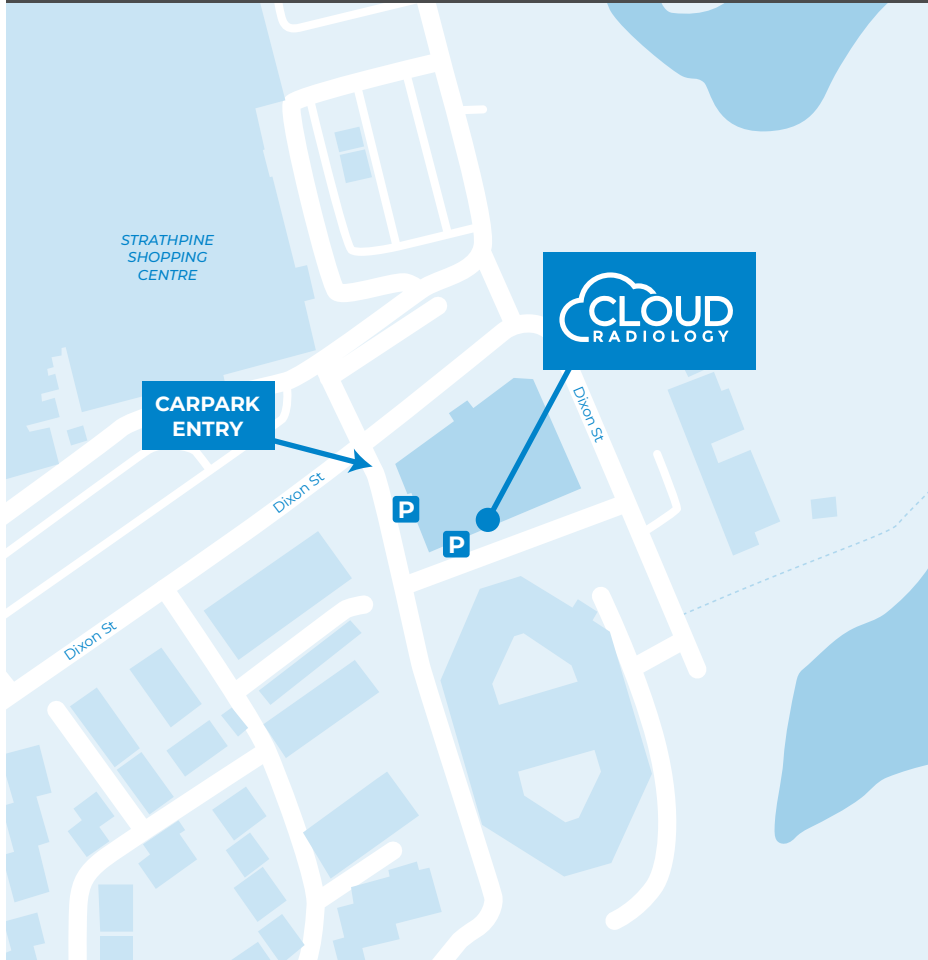 STRATHPINE
SHOPPING
CENTRE
CLOUD
RADIOLOGY
CARPARK
ENTRY
Dixon St
Dixon St
P
P
Dixon St